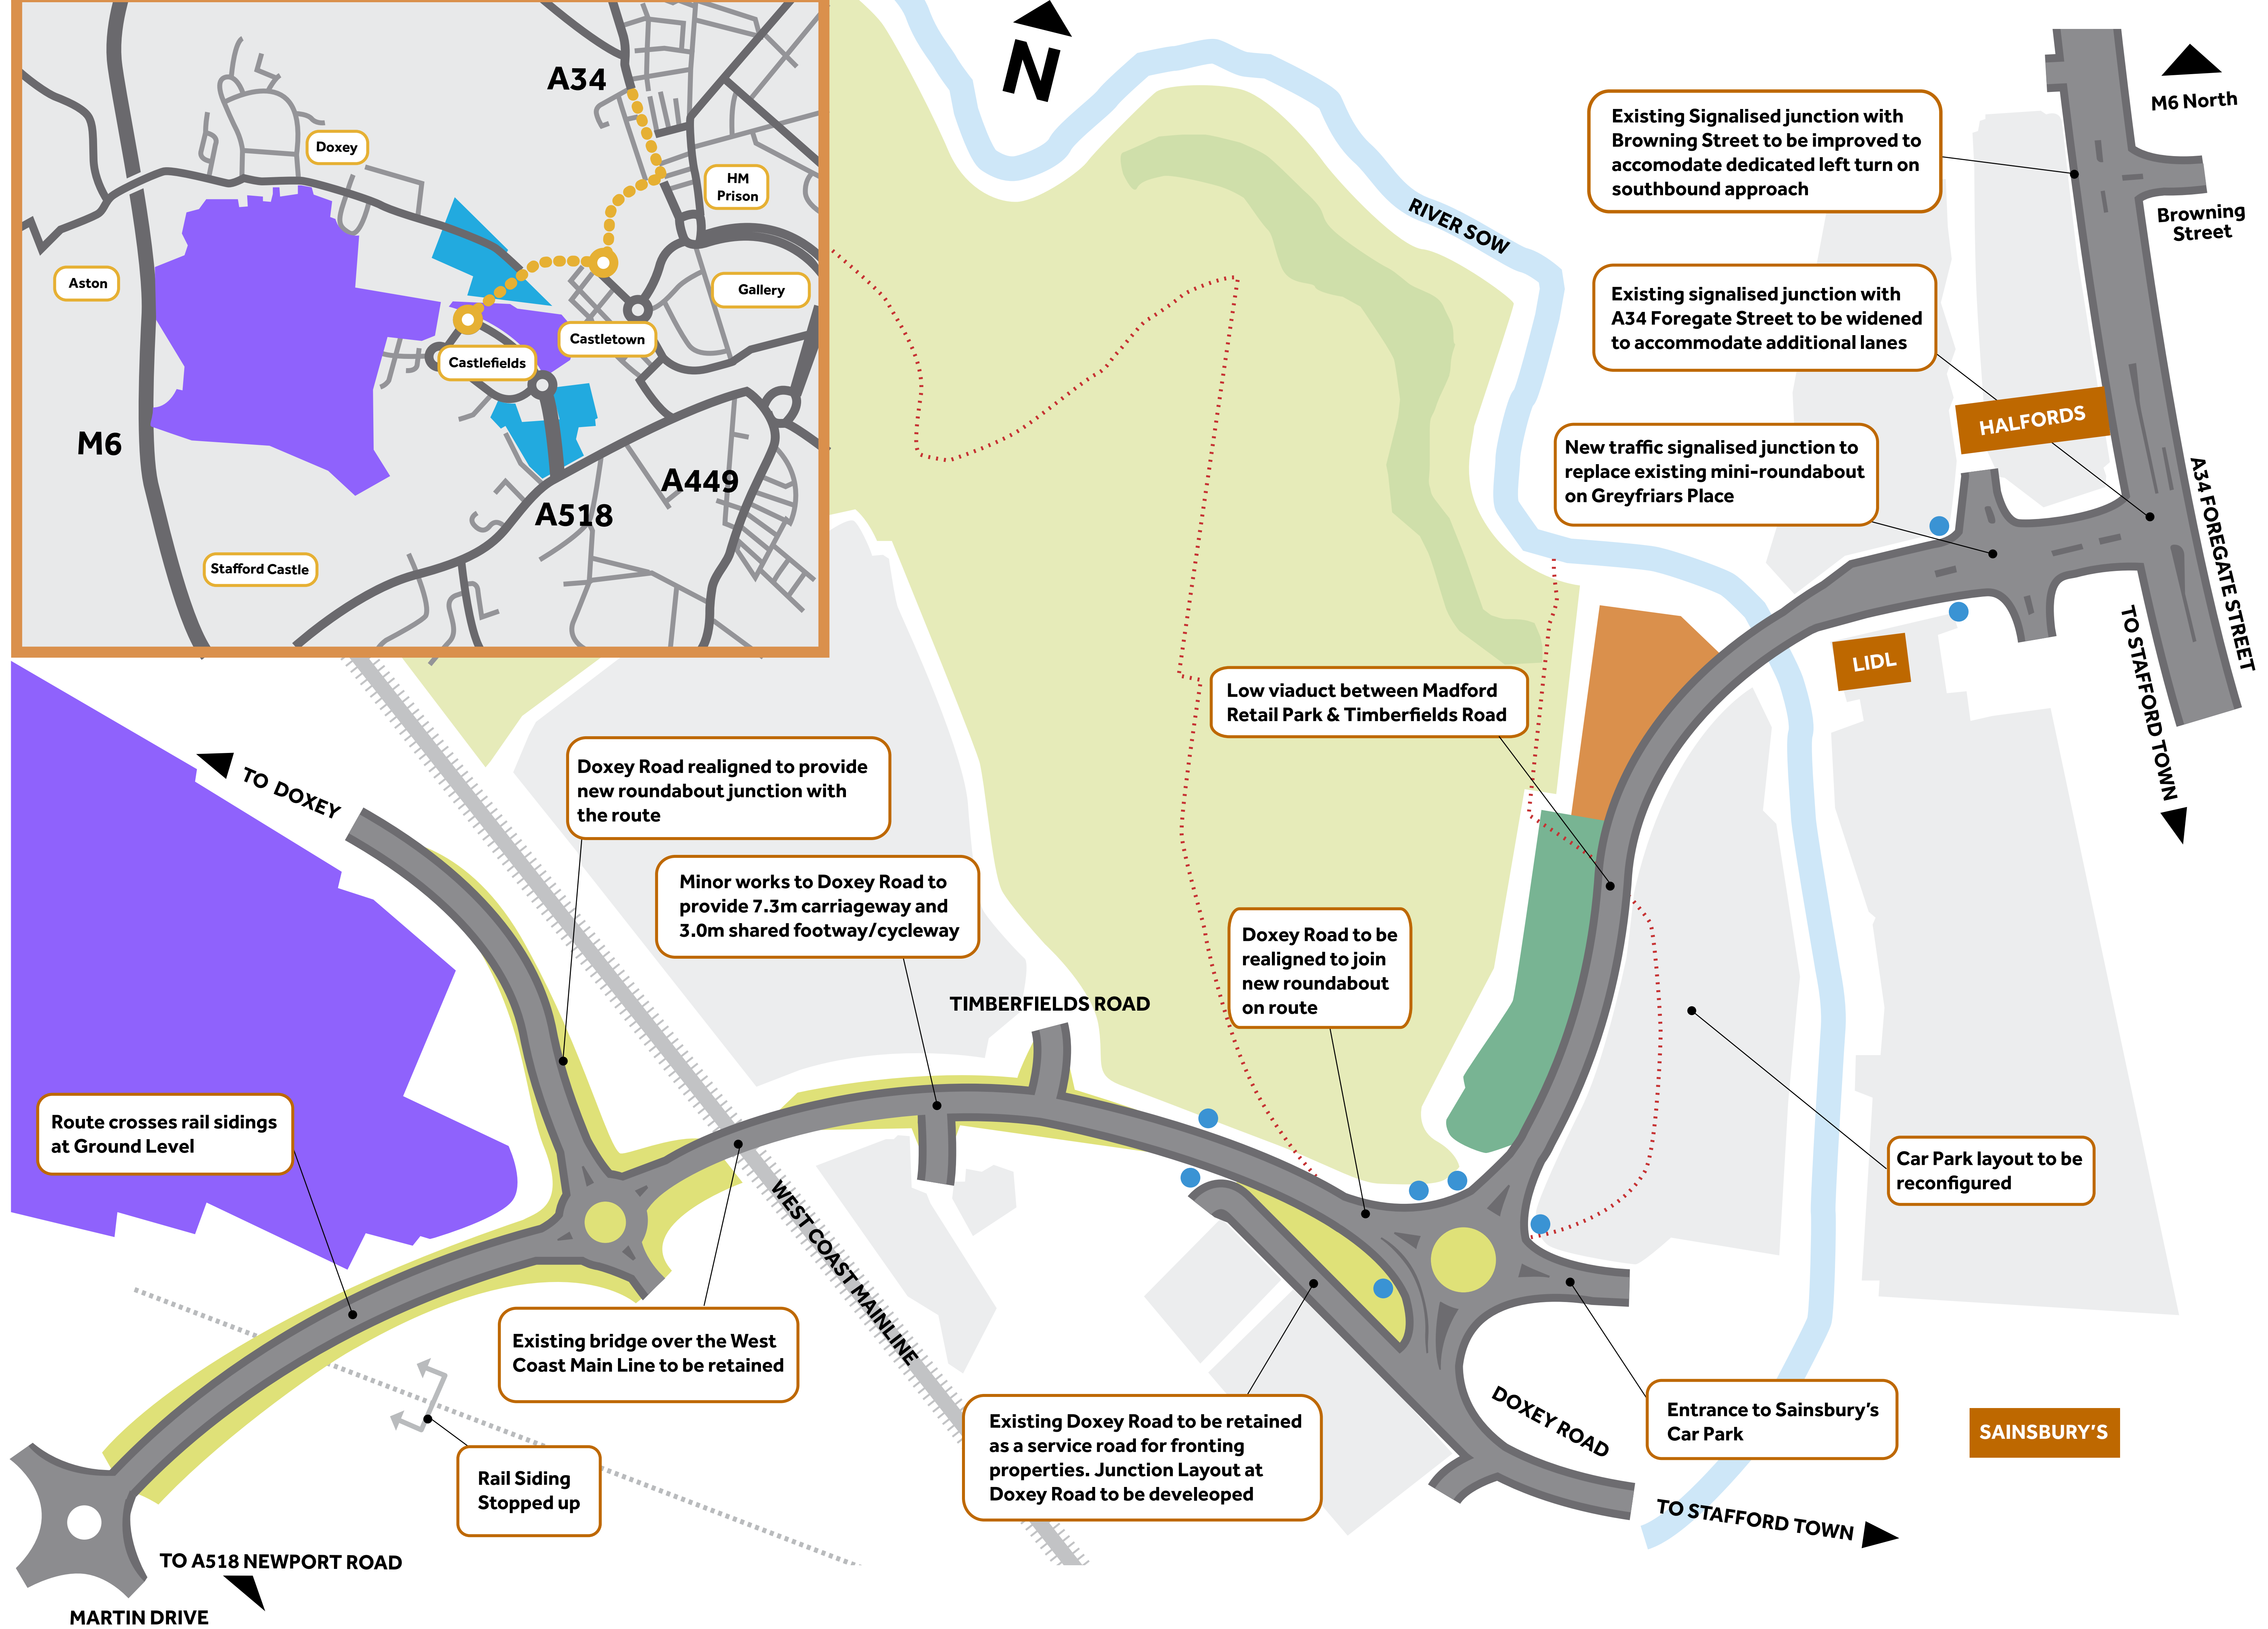 A34
Doxey
HM
Prison
Aston
Gallery
Castletown
Castlefields
M6
A449
A518
Stafford Castle
N
RIVER SOW
M6 North
Existing Signalised junction with
Browning Street to be improved to
accomodate dedicated left turn on
southbound approach
Browning
Street
Existing signalised junction with
A34 Foregate Street to be widened
to accommodate additional lanes
HALFORDS
New traffic signalised junction to
replace existing mini-roundabout
on Greyfriars Place
A34 FOREGATE STREET
TO STAFFORD TOWN
LIDL
Low viaduct between Madford
Retail Park & Timberfields Road
TO DOXEY
Doxey Road realigned to provide
new roundabout junction with
the route
Minor works to Doxey Road to
provide 7.3m carriageway and
3.0m shared footway/cycleway
Doxey Road to be
realigned to join
new roundabout
on route
TIMBERFIELDS ROAD
Route crosses rail sidings
at Ground Level
Car Park layout to be
reconfigured
WEST COAST MAINLINE
Existing bridge over the West
Coast Main Line to be retained
Existing Doxey Road to be retained
as a service road for fronting
properties. Junction Layout at
Doxey Road to be develeoped
DOXEY ROAD
Entrance to Sainsbury's
Car Park
SAINSBURY'S
Rail Siding
Stopped up
TO STAFFORD TOWN
TO A518 NEWPORT ROAD
MARTIN DRIVE